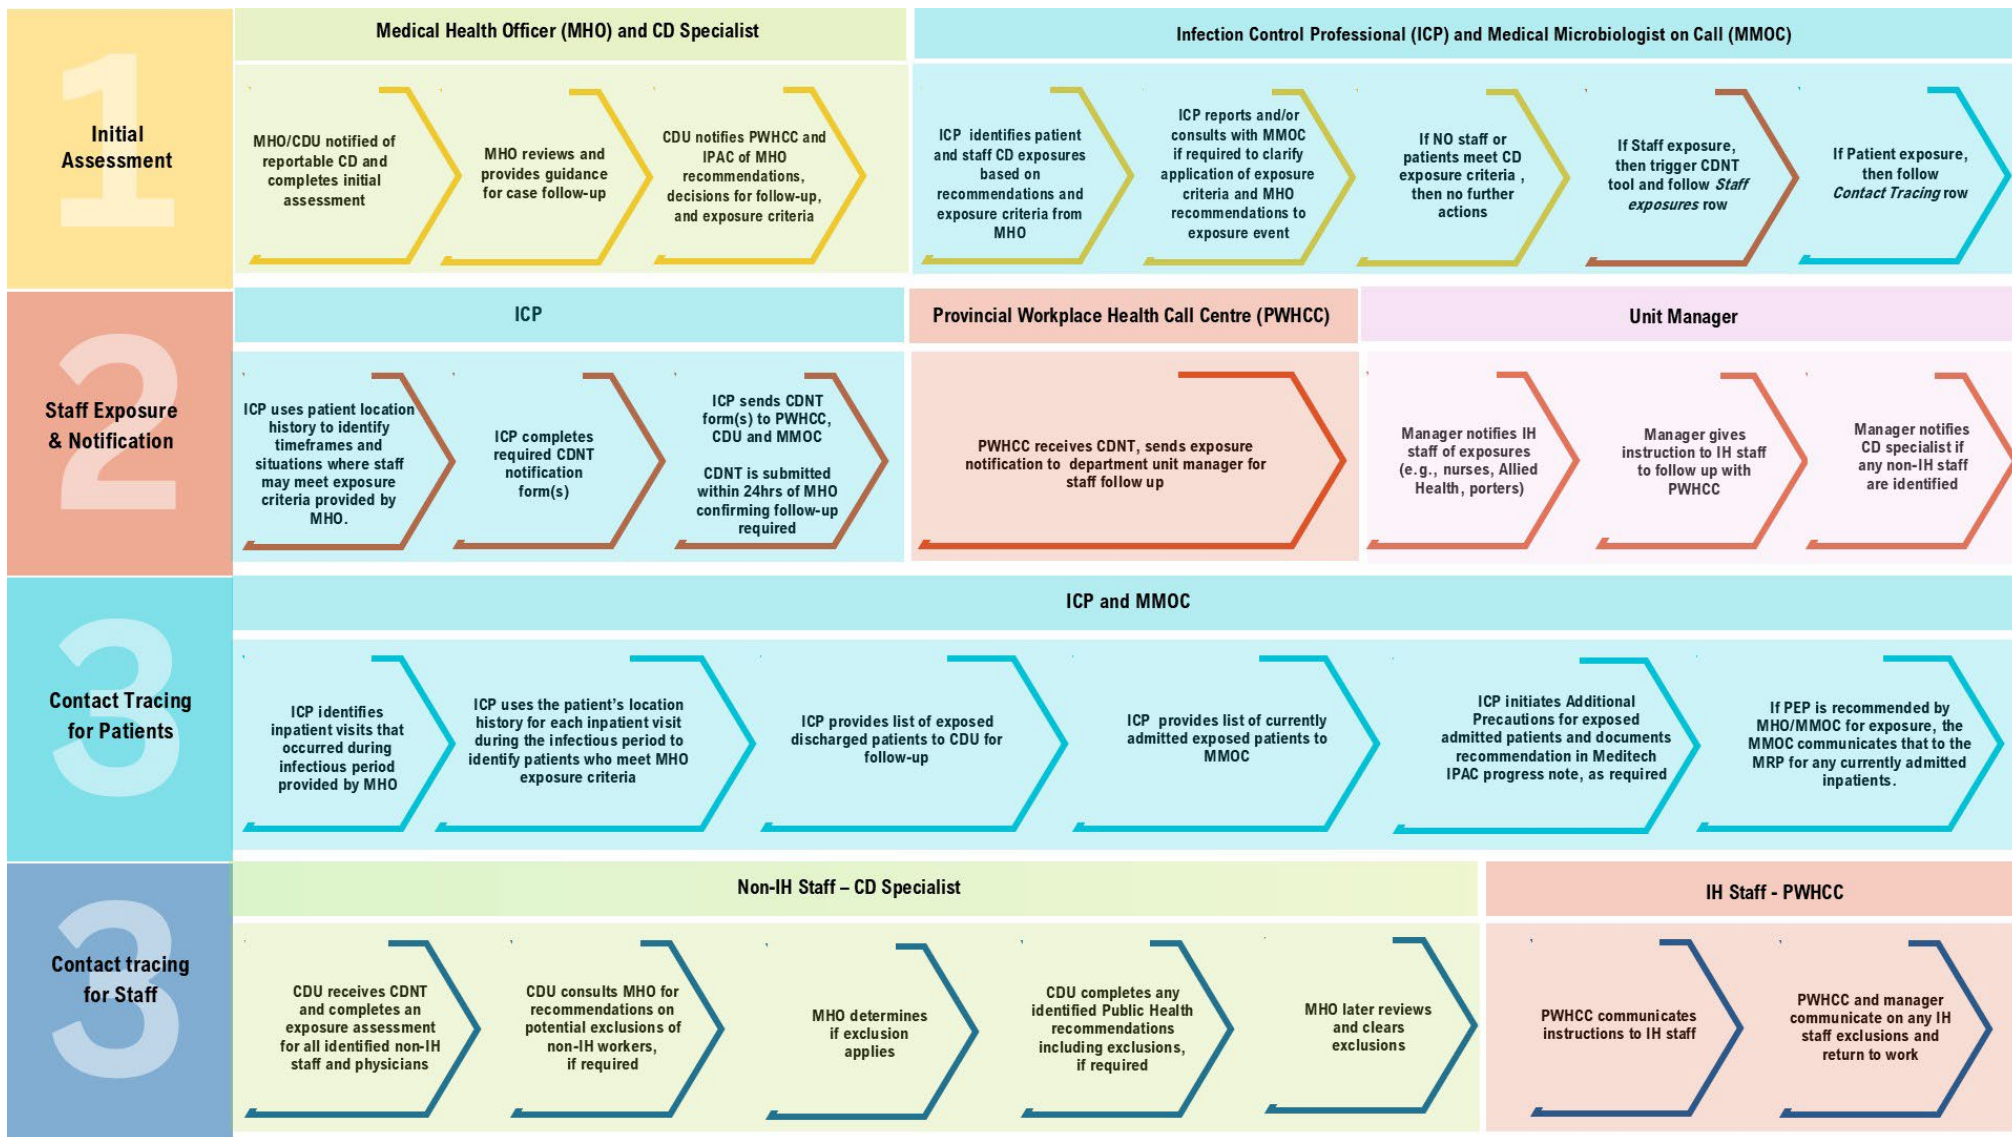 1
Initial
Assessment
Medical Health Officer (MHO) and CD Specialist
MHO/CDU notified of
reportable CD and
completes initial
assessment
MHO reviews and
provides guidance
for case follow-up
CDU notifies PWHCC and
IPAC of MHO
recommendations,
decisions for follow-up,
and exposure criteria
Infection Control Professional (ICP) and Medical Microbiologist on Call (MMOC)
ICP identifies patient
and staff CD exposures
based on
recommendations and
exposure criteria from
MHO
ICP reports and/or
consults with MMOC
if required to clarify
application of exposure
criteria and MHO
recommendations to
exposure event
If NO staff or
patients meet CD
exposure criteria ,
then no further
actions
If Staff exposure,
then trigger CDNT
tool and follow Staff
exposures row
If Patient exposure,
then follow
Contact Tracing row
2
Staff Exposure
& Notification
ICP
ICP uses patient location
history to identify
timeframes and
situations where staff
may meet exposure
criteria provided by
MHO.
ICP completes
required CDNT
notification
form(s)
ICP sends CDNT
form(s) to PWHCC,
CDU and MMOC
CDNT is submitted
within 24hrs of MHO
confirming follow-up
required
Provincial Workplace Health Call Centre (PWHCC)
PWHCC receives CDNT, sends exposure
notification to department unit manager for
staff follow up
Unit Manager
Manager notifies IH
staff of exposures
(e.g., nurses, Allied
Health, porters)
Manager gives
instruction to IH staff
to follow up with
PWHCC
Manager notifies
CD specialist if
any non-IH staff
are identified
3
Contact Tracing
for Patients
ICP and MMOC
ICP identifies
inpatient visits that
occurred during
infectious period
provided by MHO
ICP uses the patient's location
history for each inpatient visit
during the infectious period to
identify patients who meet MHO
exposure criteria
ICP provides list of exposed
discharged patients to CDU for
follow-up
ICP provides list of currently
admitted exposed patients to
MMOC
ICP initiates Additional
Precautions for exposed
admitted patients and documents
recommendation in Meditech
IPAC progress note, as required
If PEP is recommended by
MHO/MMOC for exposure, the
MMOC communicates that to the
MRP for any currently admitted
inpatients.
3
Contact tracing
for Staff
Non-IH Staff – CD Specialist
CDU receives CDNT
and completes an
exposure assessment
for all identified non-IH
staff and physicians
CDU consults MHO for
recommendations on
potential exclusions of
non-IH workers,
if required
MHO determines
if exclusion
applies
CDU completes any
identified Public Health
recommendations
including exclusions,
if required
MHO later reviews
and clears
exclusions
IH Staff - PWHCC
PWHCC communicates
instructions to IH staff
PWHCC and manager
communicate on any IH
staff exclusions and
return to work